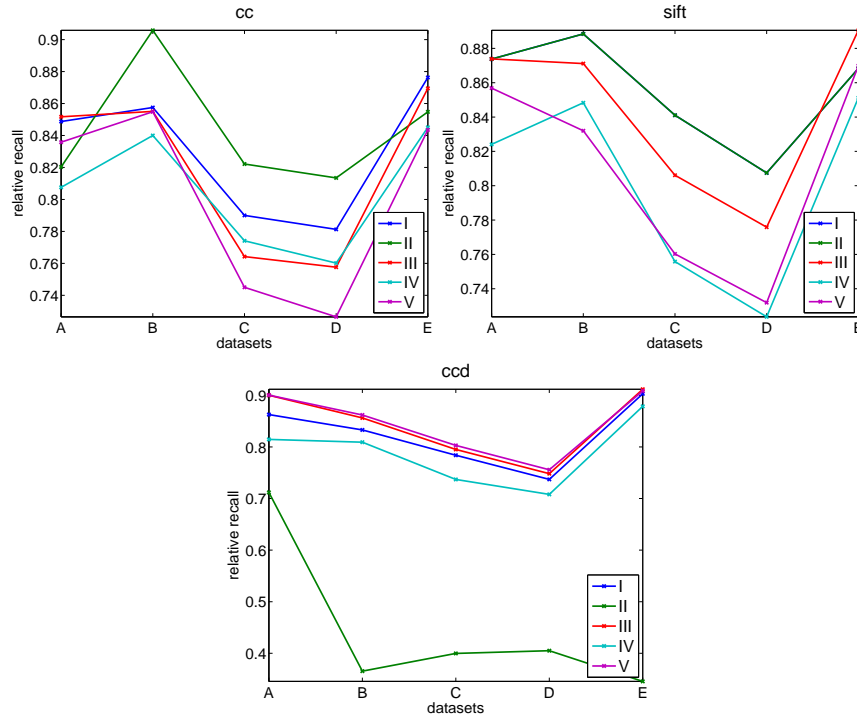 cc
0.9
0.88
0.86
0.84
0.82
0.8
0.78
0.76
0.74
relative recall
A B C D E
datasets
I
II
III
IV
V
sift
0.88
0.86
0.84
0.82
0.8
0.78
0.76
0.74
relative recall
A B C D E
datasets
I
II
III
IV
V
ccd
0.9
0.8
0.7
0.6
0.5
0.4
relative recall
A B C D E
datasets
I
II
III
IV
V